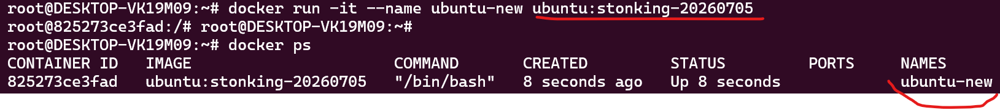 root@DESKTOP-VK19M09:~# docker run -it --name ubuntu-new ubuntu:stonking-20260705
root@825273ce3fad:/# root@DESKTOP-VK19M09:~#
root@DESKTOP-VK19M09:~# docker ps
CONTAINER ID   IMAGE                      COMMAND       CREATED         STATUS         PORTS     NAMES
825273ce3fad   ubuntu:stonking-20260705   "/bin/bash"   8 seconds ago   Up 8 seconds             ubuntu-new